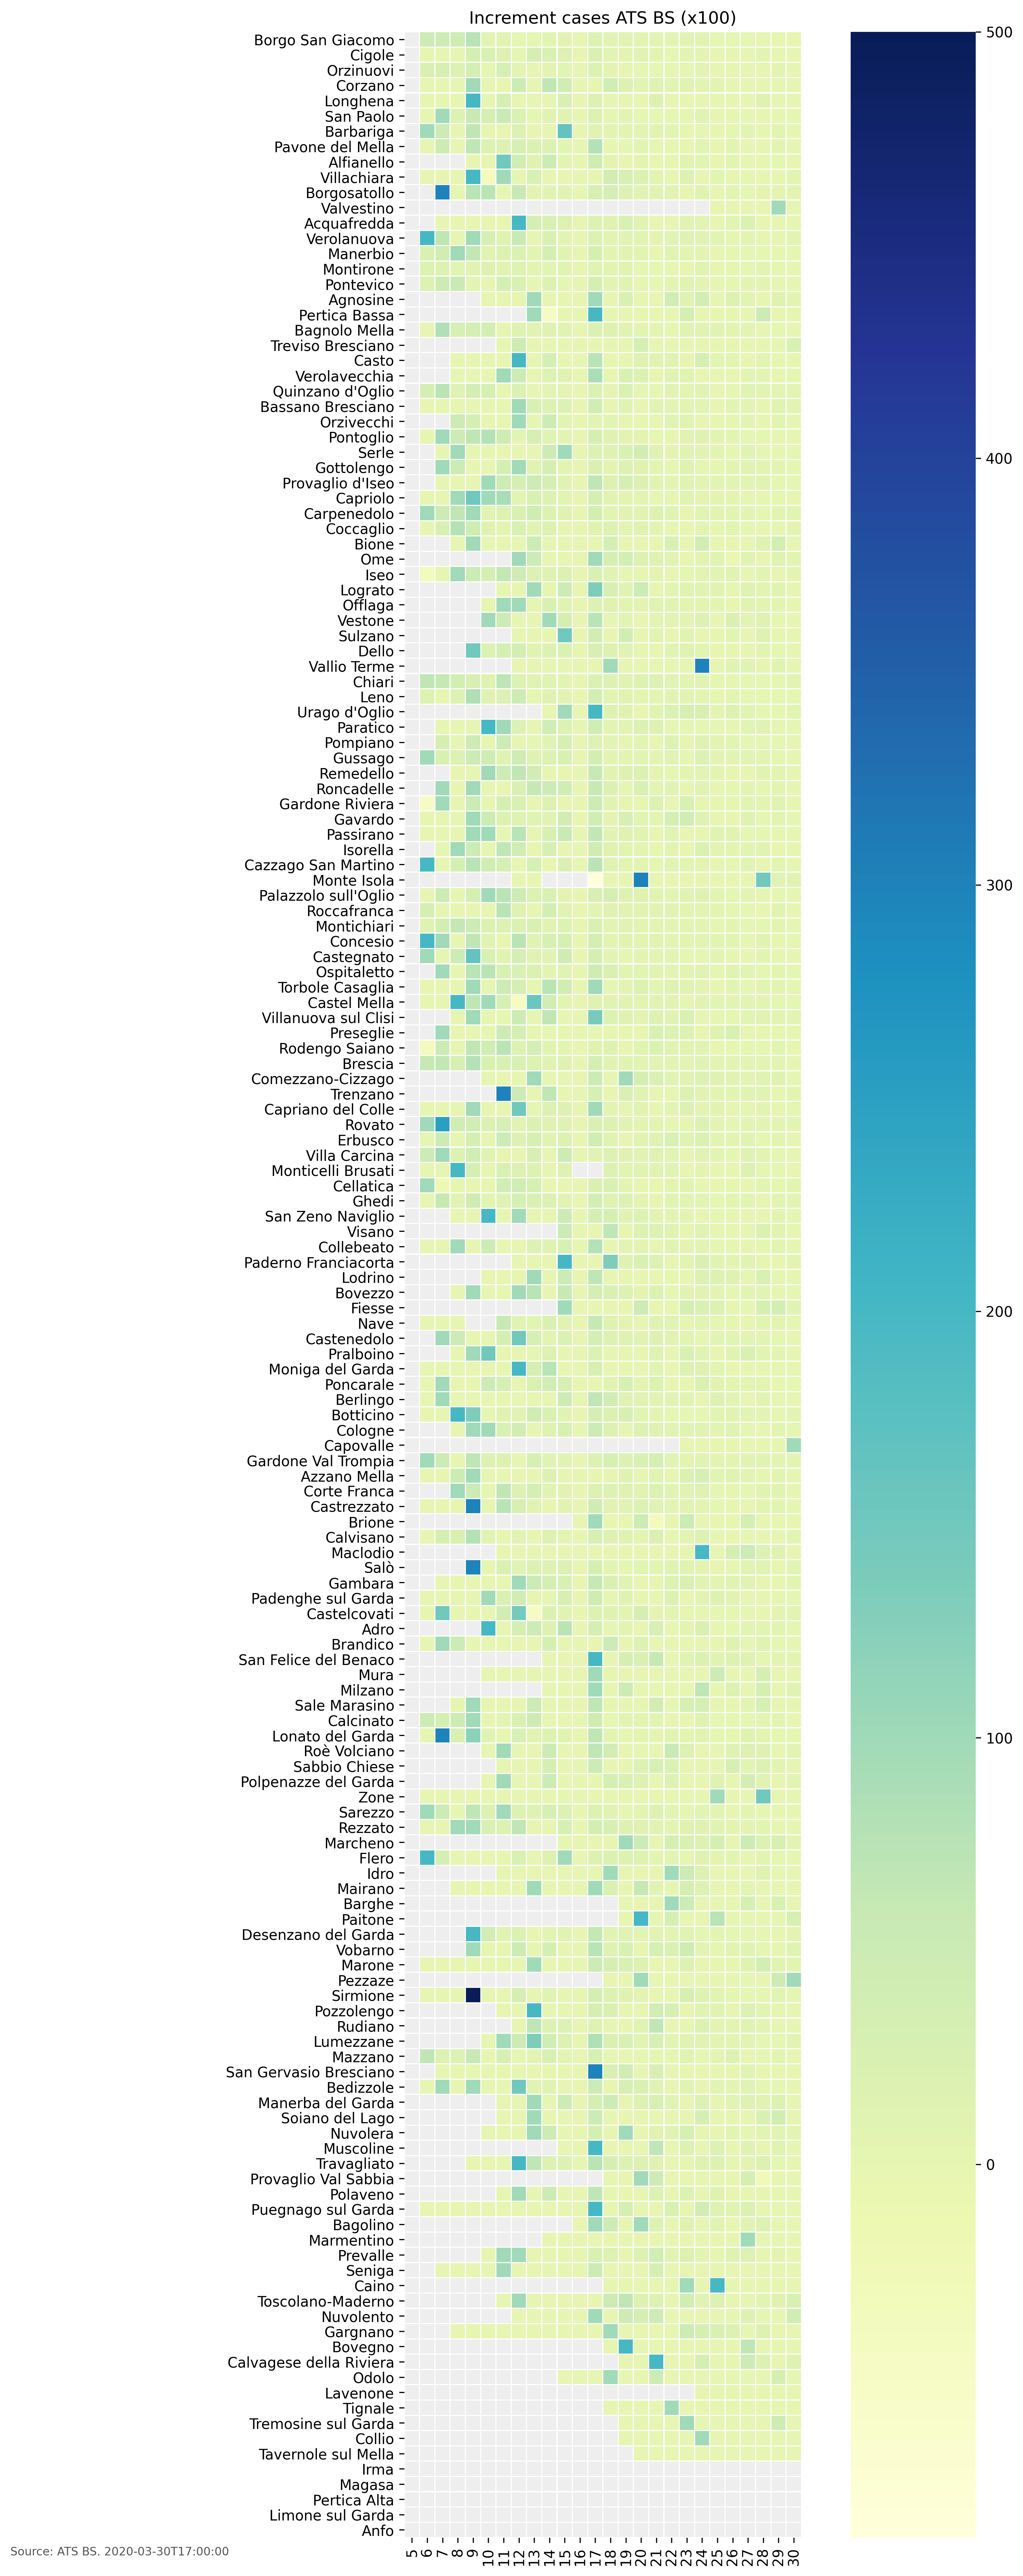 Increment cases ATS BS (x100)
Borgo San Giacomo
Cigole
Orzinuovi
Corzano
Longhena
San Paolo
Barbariga
Pavone del Mella
Alfianello
Villachiara
Borgosatollo
Valvestino
Acquafredda
Verolanuova
Manerbio
Montirone
Pontevico
Agnosine
Pertica Bassa
Bagnolo Mella
Treviso Bresciano
Casto
Verolavecchia
Quinzano d'Oglio
Bassano Bresciano
Orzivecchi
Pontoglio
Serle
Gottolengo
Provaglio d'Iseo
Capriolo
Carpenedolo
Coccaglio
Bione
Ome
Iseo
Lograto
Offlaga
Vestone
Sulzano
Dello
Vallio Terme
Chiari
Leno
Urago d'Oglio
Paratico
Pompiano
Gussago
Remedello
Roncadelle
Gardone Riviera
Gavardo
Passirano
Isorella
Cazzago San Martino
Monte Isola
Palazzolo sull'Oglio
Roccafranca
Montichiari
Concesio
Castegnato
Ospitaletto
Torbole Casaglia
Castel Mella
Villanuova sul Clisi
Preseglie
Rodengo Saiano
Brescia
Comezzano-Cizzago
Trenzano
Capriano del Colle
Rovato
Erbusco
Villa Carcina
Monticelli Brusati
Cellatica
Ghedi
San Zeno Naviglio
Visano
Collebeato
Paderno Franciacorta
Lodrino
Bovezzo
Fiesse
Nave
Castenedolo
Pralboino
Moniga del Garda
Poncarale
Berlingo
Botticino
Cologne
Capovalle
Gardone Val Trompia
Azzano Mella
Corte Franca
Castrezzato
Brione
Calvisano
Maclodio
Salò
Gambara
Padenghe sul Garda
Castelcovati
Adro
Brandico
San Felice del Benaco
Mura
Milzano
Sale Marasino
Calcinato
Lonato del Garda
Roè Volciano
Sabbio Chiese
Polpenazze del Garda
Zone
Sarezzo
Rezzato
Marcheno
Flero
Idro
Mairano
Barghe
Paitone
Desenzano del Garda
Vobarno
Marone
Pezzaze
Sirmione
Pozzolengo
Rudiano
Lumezzane
Mazzano
San Gervasio Bresciano
Bedizzole
Manerba del Garda
Soiano del Lago
Nuvolera
Muscoline
Travagliato
Provaglio Val Sabbia
Polaveno
Puegnago sul Garda
Bagolino
Marmentino
Prevalle
Seniga
Caino
Toscolano-Maderno
Nuvolento
Gargnano
Bovegno
Calvagese della Riviera
Odolo
Lavenone
Tignale
Tremosine sul Garda
Collio
Tavernole sul Mella
Irma
Magasa
Pertica Alta
Limone sul Garda
Anfo
5 6 7 8 9 10 11 12 13 14 15 16 17 18 19 20 21 22 23 24 25 26 27 28 29 30
500
400
300
200
100
0
Source: ATS BS. 2020-03-30T17:00:00